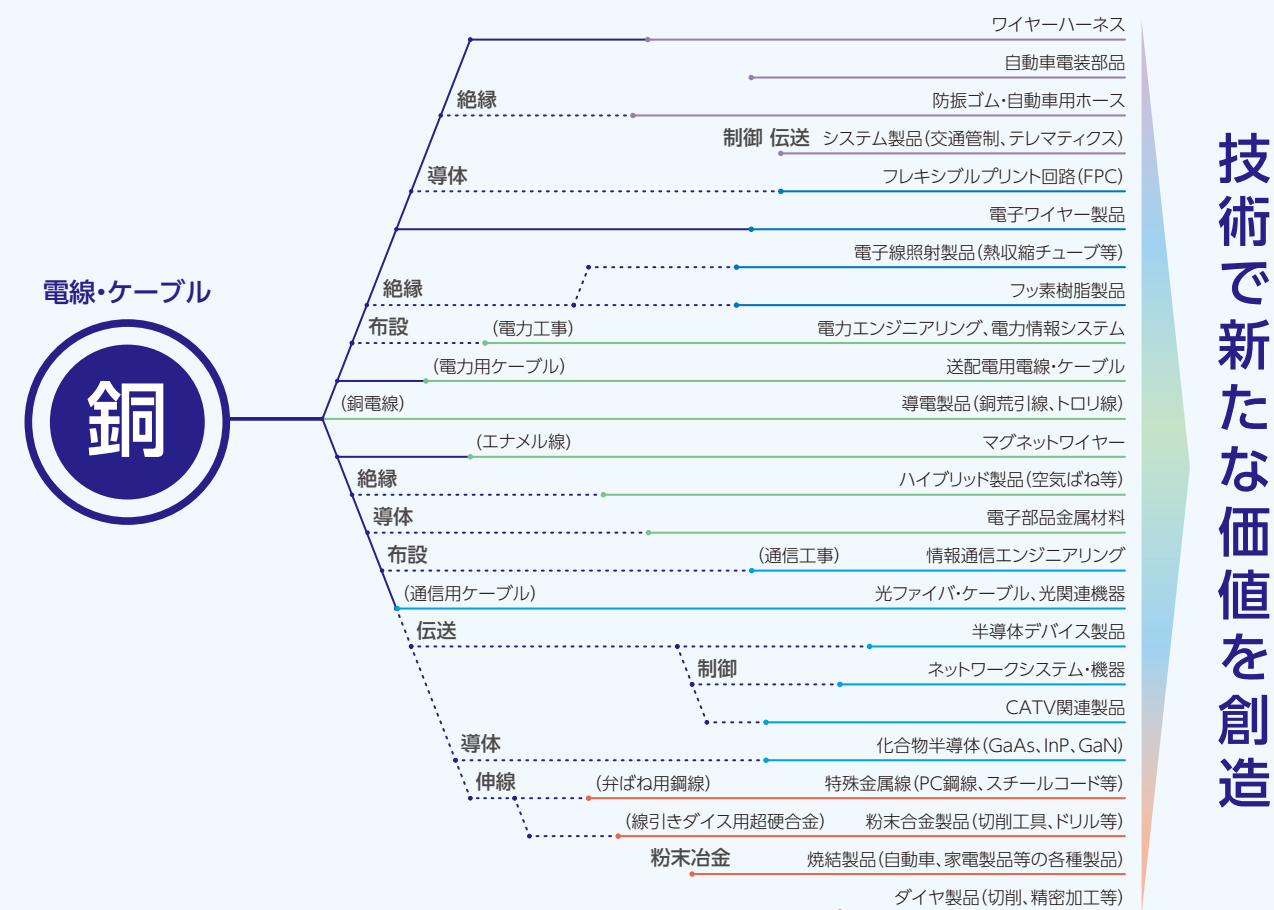 電線・ケーブル
銅
ワイヤーハーネス
自動車電装部品
絶縁 防振ゴム・自動車用ホース
制御 伝送 システム製品(交通管制、テレマティクス)
導体 フレキシブルプリント回路(FPC)
電子ワイヤー製品
電子線照射製品(熱収縮チューブ等)
絶縁 フッ素樹脂製品
布設 (電力工事) 電力エンジニアリング、電力情報システム
(電力用ケーブル) 送配電用電線・ケーブル
(銅電線) 導電製品(銅荒引線、トロリ線)
(エナメル線) マグネットワイヤー
絶縁 ハイブリッド製品(空気ばね等)
導体 電子部品金属材料
布設 (通信工事) 情報通信エンジニアリング
(通信用ケーブル) 光ファイバ・ケーブル、光関連機器
伝送 半導体デバイス製品
制御 ネットワークシステム・機器
CATV関連製品
導体 化合物半導体(GaAs、InP、GaN)
伸線 (弁ばね用鋼線) 特殊金属線(PC鋼線、スチールコード等)
(線引きダイス用超硬合金) 粉末合金製品(切削工具、ドリル等)
粉末冶金 焼結製品(自動車、家電製品等の各種製品)
ダイヤ製品(切削、精密加工等)
技術で新たな価値を創造